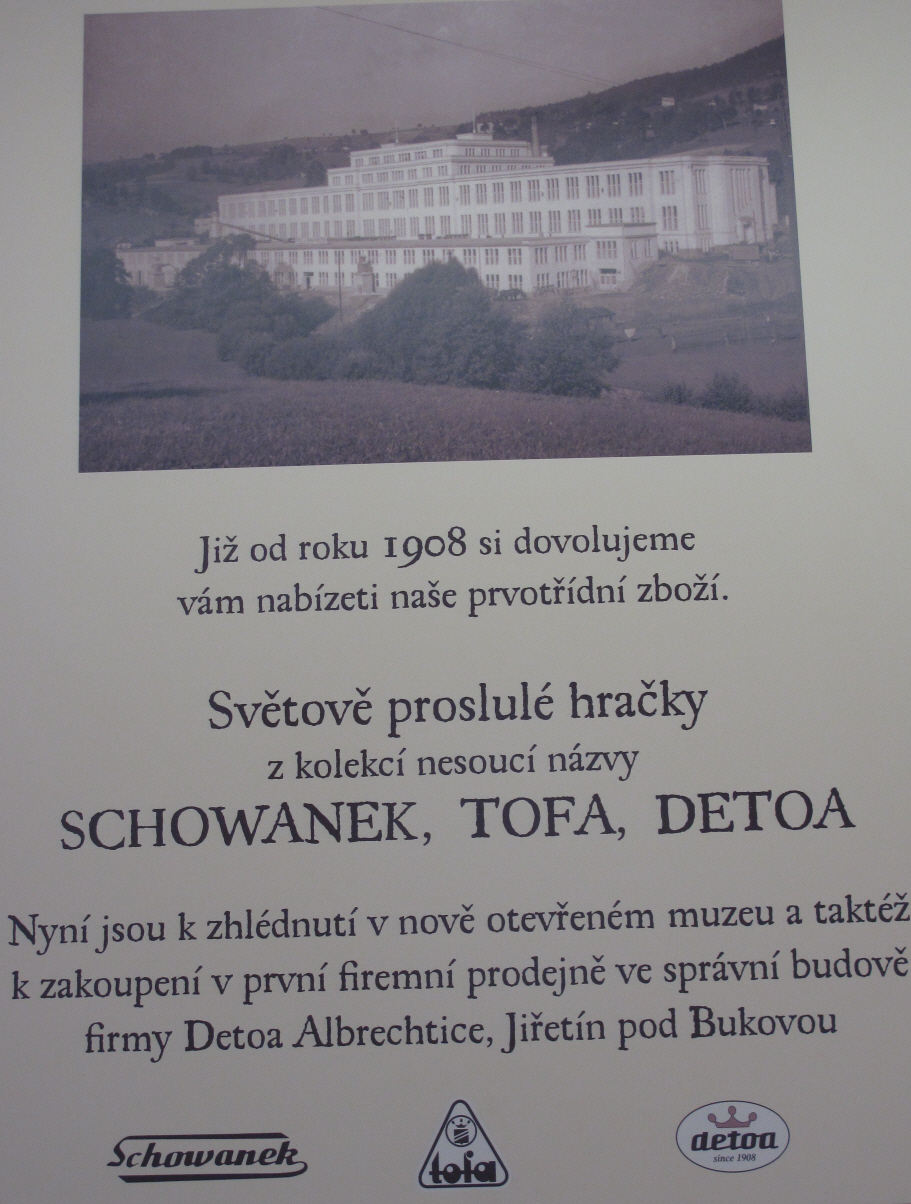 Již od roku 1908 si dovolujeme
vám nabízeti naše prvotřídní zboží.
Světově proslulé hračky
z kolekcí nesoucí názvy
SCHOWANEK, TOFA, DETOA
Nyní jsou k zhlédnutí v nově otevřeném muzeu a taktéž
k zakoupení v první firemní prodejně ve správní budově
firmy Detoa Albrechtice, Jiřetín pod Bukovou
Schowanek
tofa
detoa
since 1908